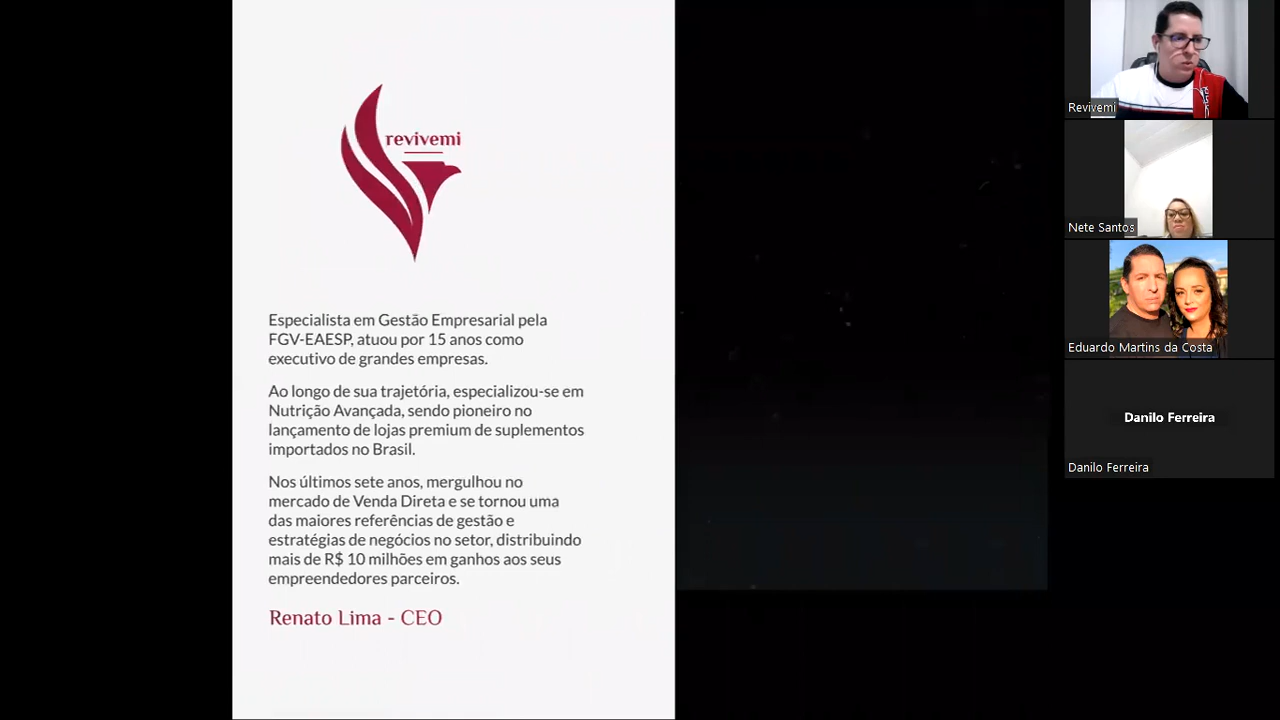 revivemi
Especialista em Gestão Empresarial pela
FGV-EAESP, atuou por 15 anos como
executivo de grandes empresas.
Ao longo de sua trajetória, especializou-se em
Nutrição Avançada, sendo pioneiro no
lançamento de lojas premium de suplementos
importados no Brasil.
Nos últimos sete anos, mergulhou no
mercado de Venda Direta e se tornou uma
das maiores referências de gestão e
estratégias de negócios no setor, distribuindo
mais de R$ 10 milhões em ganhos aos seus
empreendedores parceiros.
Renato Lima - CEO
Revivemi
Nete Santos
Eduardo Martins da Costa
Danilo Ferreira
Danilo Ferreira